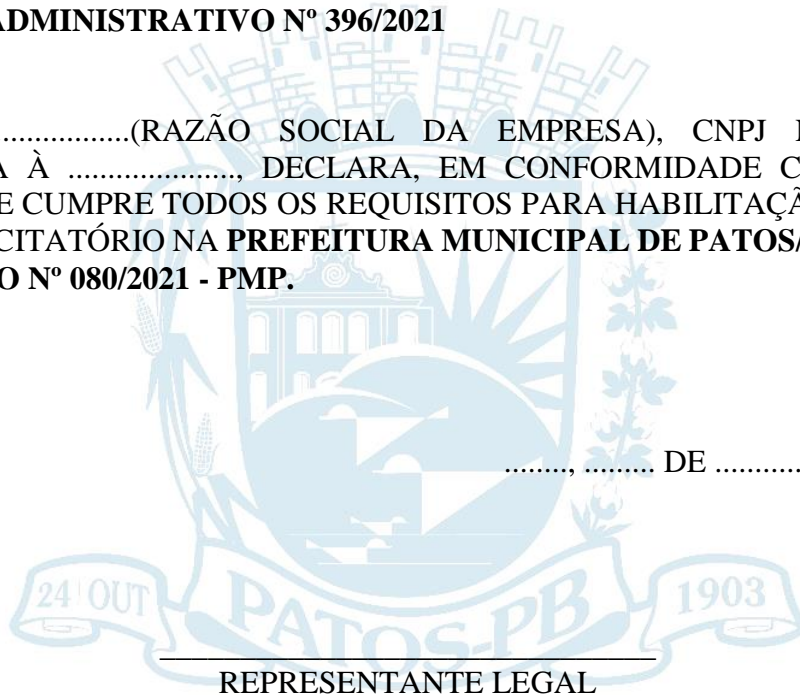 ADMINISTRATIVO Nº 396/2021
................(RAZÃO SOCIAL DA EMPRESA), CNPJ
À ...................., DECLARA, EM CONFORMIDADE
CUMPRE TODOS OS REQUISITOS PARA HABILITAÇÃ
CITATÓRIO NA PREFEITURA MUNICIPAL DE PATOS/
O Nº 080/2021 - PMP.
........, ......... DE ...........
24 OUT
PATOS-PB
1903
REPRESENTANTE LEGAL